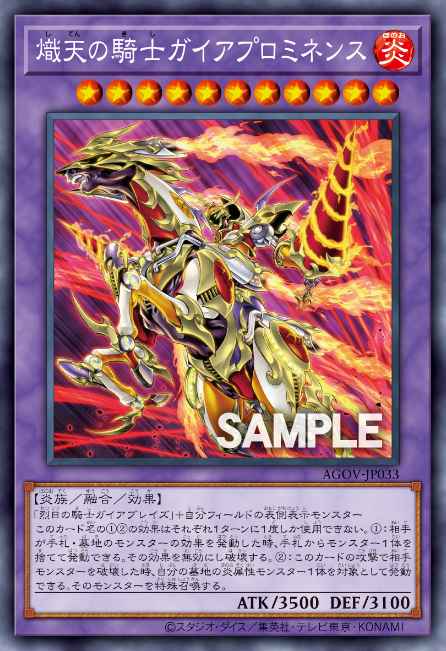 熾天の騎士ガイアプロミネンス
炎
SAMPLE
AGOV-JP033
【炎族／融合／効果】
「烈日の騎士ガイアブレイズ」＋自分フィールドの表側表示モンスター
このカード名の①②の効果はそれぞれ1ターンに1度しか使用できない。①：相手
が手札・墓地のモンスターの効果を発動した時、手札からモンスター1体を
捨てて発動できる。その効果を無効にし破壊する。②：このカードの攻撃で相手
モンスターを破壊した時、自分の墓地の炎属性モンスター1体を対象として発動
できる。そのモンスターを特殊召喚する。
ATK/3500 DEF/3100
©スタジオ・ダイス／集英社・テレビ東京・KONAMI